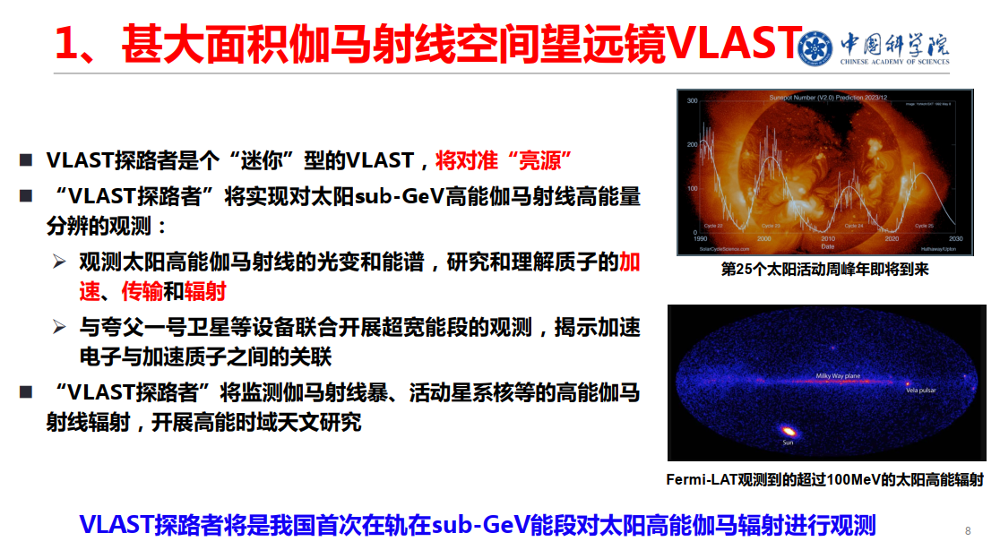 1、甚大面积伽马射线空间望远镜VLAST
中国科学院
CHINESE ACADEMY OF SCIENCES
■ VLAST探路者是个“迷你”型的VLAST，将对准“亮源”
■ “VLAST探路者”将实现对太阳sub-GeV高能伽马射线高能量
分辨的观测：
➢ 观测太阳高能伽马射线的光变和能谱，研究和理解质子的加
速、传输和辐射
➢ 与夸父一号卫星等设备联合开展超宽能段的观测，揭示加速
电子与加速质子之间的关联
■ “VLAST探路者”将监测伽马射线暴、活动星系核等的高能伽马
射线辐射，开展高能时域天文研究
Sunspot Number (V2.0) Prediction 2023/12
300
200
100
0
Cycle 22 Cycle 23 Cycle 24 Cycle 25
1990 2000 2010 2020 2030
Date
SolarCycleScience.com Hathaway/Upton
第25个太阳活动周峰年即将到来
Milky Way plane
Vela pulsar
Sun
Fermi-LAT观测到的超过100MeV的太阳高能辐射
VLAST探路者将是我国首次在轨在sub-GeV能段对太阳高能伽马辐射进行观测
8